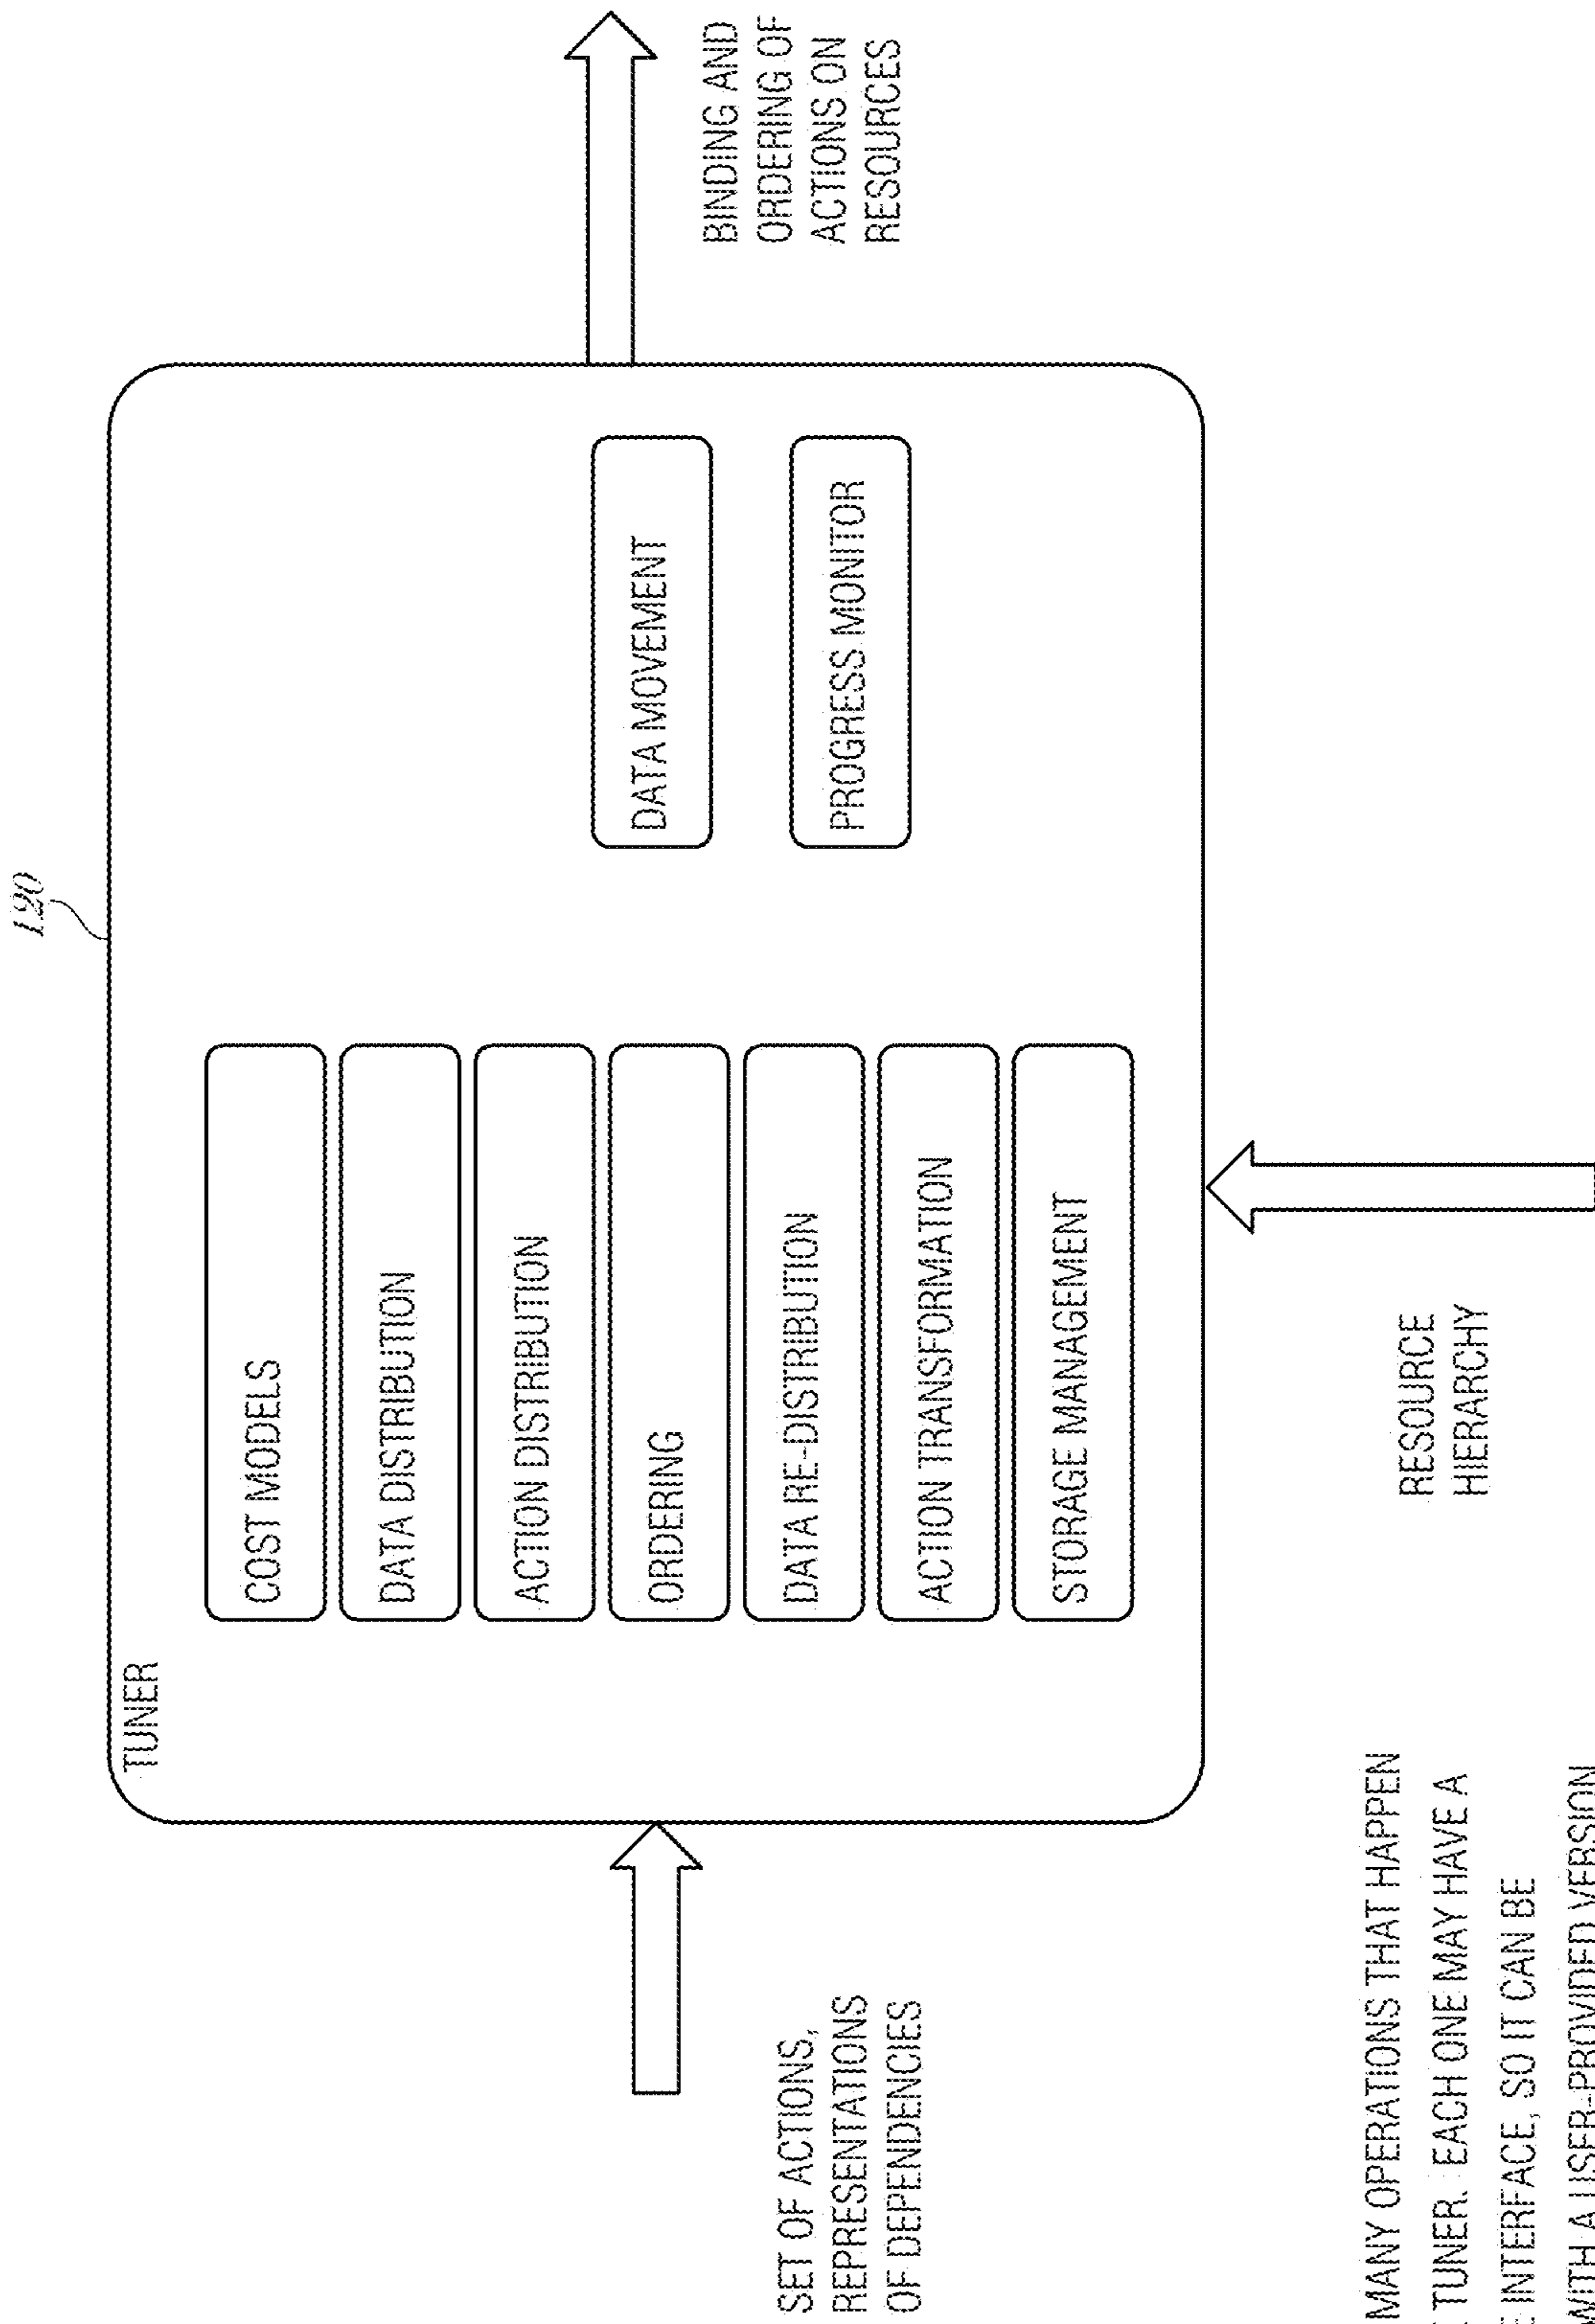 120
TUNER
COST MODELS
DATA DISTRIBUTION
ACTION DISTRIBUTION
ORDERING
DATA RE-DISTRIBUTION
ACTION TRANSFORMATION
STORAGE MANAGEMENT
DATA MOVEMENT
PROGRESS MONITOR
SET OF ACTIONS,
REPRESENTATIONS
OF DEPENDENCIES
BINDING AND
ORDERING OF
ACTIONS ON
RESOURCES
RESOURCE
HIERARCHY
MANY OPERATIONS THAT HAPPEN
TUNER. EACH ONE MAY HAVE A
INTERFACE, SO IT CAN BE
WITH A USER-PROVIDED VERSION